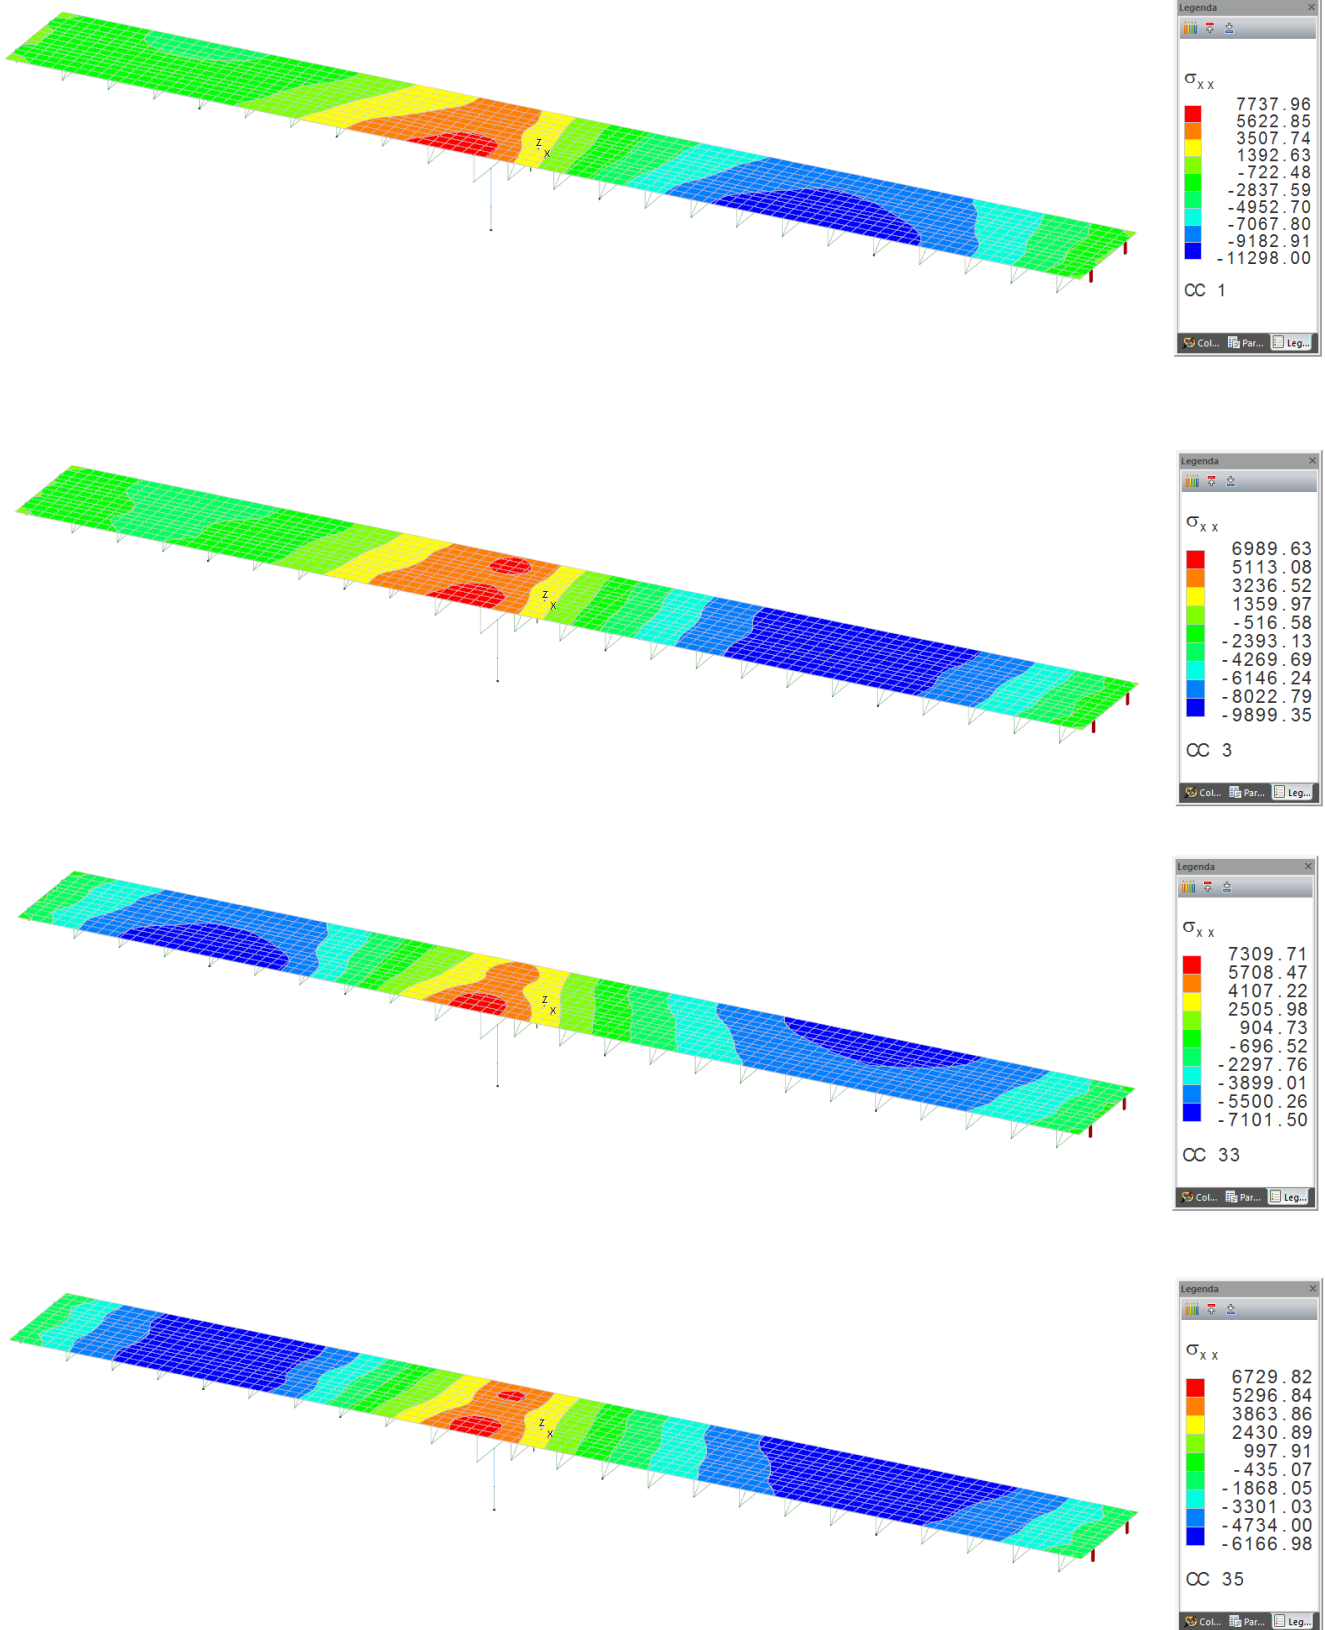 Legenda
σXX
7737.96
5622.85
3507.74
1392.63
-722.48
-2837.59
-4952.70
-7067.80
-9182.91
-11298.00
CC 1
Col... Par... Leg...
Z
X
Legenda
σXX
6989.63
5113.08
3236.52
1359.97
-516.58
-2393.13
-4269.69
-6146.24
-8022.79
-9899.35
CC 3
Col... Par... Leg...
Z
X
Legenda
σXX
7309.71
5708.47
4107.22
2505.98
904.73
-696.52
-2297.76
-3899.01
-5500.26
-7101.50
CC 33
Col... Par... Leg...
Z
X
Legenda
σXX
6729.82
5296.84
3863.86
2430.89
997.91
-435.07
-1868.05
-3301.03
-4734.00
-6166.98
CC 35
Col... Par... Leg...
Z
X